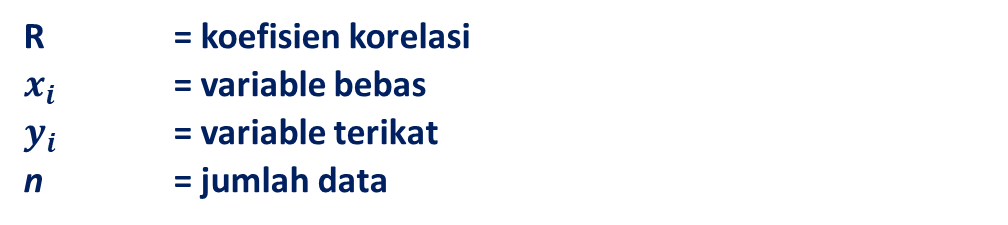 R = koefisien korelasi
xᵢ = variable bebas
yᵢ = variable terikat
n = jumlah data